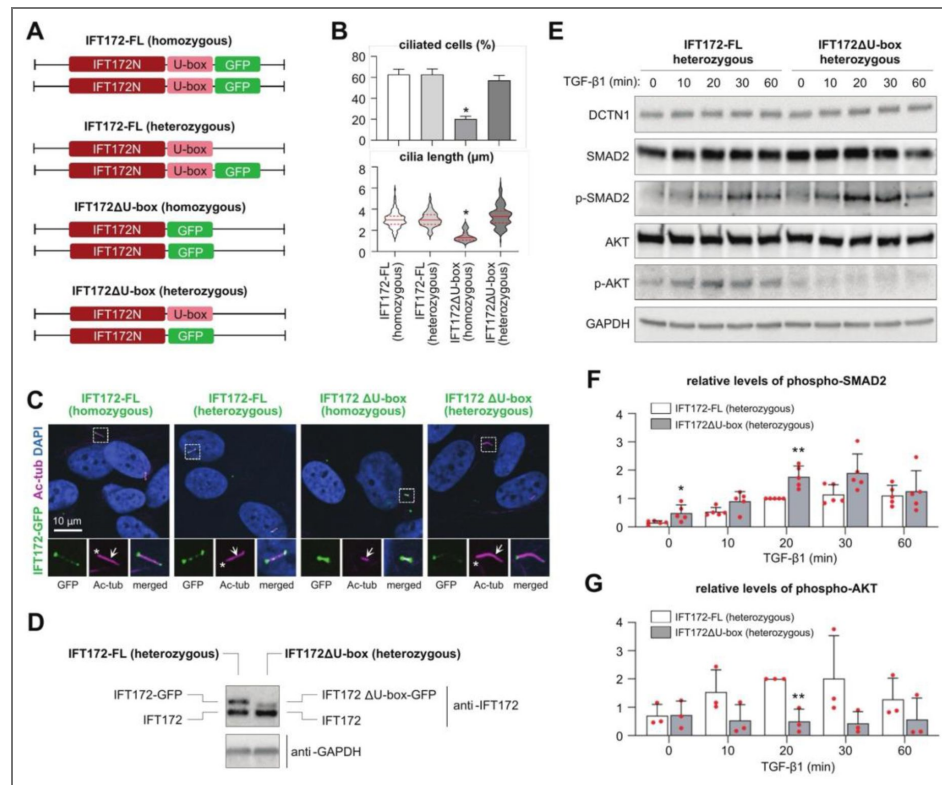 A
IFT172-FL (homozygous)
IFT172N U-box GFP
IFT172N U-box GFP
IFT172-FL (heterozygous)
IFT172N U-box
IFT172N U-box GFP
IFT172ΔU-box (homozygous)
IFT172N GFP
IFT172N GFP
IFT172ΔU-box (heterozygous)
IFT172N U-box
IFT172N GFP
B
ciliated cells (%)
80
60
40
20
0
*
cilia length (μm)
8
6
4
2
0
*
IFT172-FL
(homozygous)
IFT172-FL
(heterozygous)
IFT172ΔU-box
(homozygous)
IFT172ΔU-box
(heterozygous)
C
IFT172-GFP Ac-tub DAPI
IFT172-FL
(homozygous)
IFT172-FL
(heterozygous)
IFT172 ΔU-box
(homozygous)
IFT172 ΔU-box
(heterozygous)
10 μm
* * *
GFP Ac-tub merged GFP Ac-tub merged GFP Ac-tub merged GFP Ac-tub merged
D
IFT172-FL (heterozygous) IFT172ΔU-box (heterozygous)
IFT172-GFP IFT172 ΔU-box-GFP
IFT172 IFT172
anti-IFT172
anti-GAPDH
E
IFT172-FL
heterozygous
IFT172ΔU-box
heterozygous
TGF-β1 (min): 0 10 20 30 60 0 10 20 30 60
DCTN1
SMAD2
p-SMAD2
AKT
p-AKT
GAPDH
F
relative levels of phospho-SMAD2
IFT172-FL (heterozygous)
IFT172ΔU-box (heterozygous)
4
3
2
1
0
* **
0 10 20 30 60
TGF-β1 (min)
G
relative levels of phospho-AKT
IFT172-FL (heterozygous)
IFT172ΔU-box (heterozygous)
4
3
2
1
0
**
0 10 20 30 60
TGF-β1 (min)